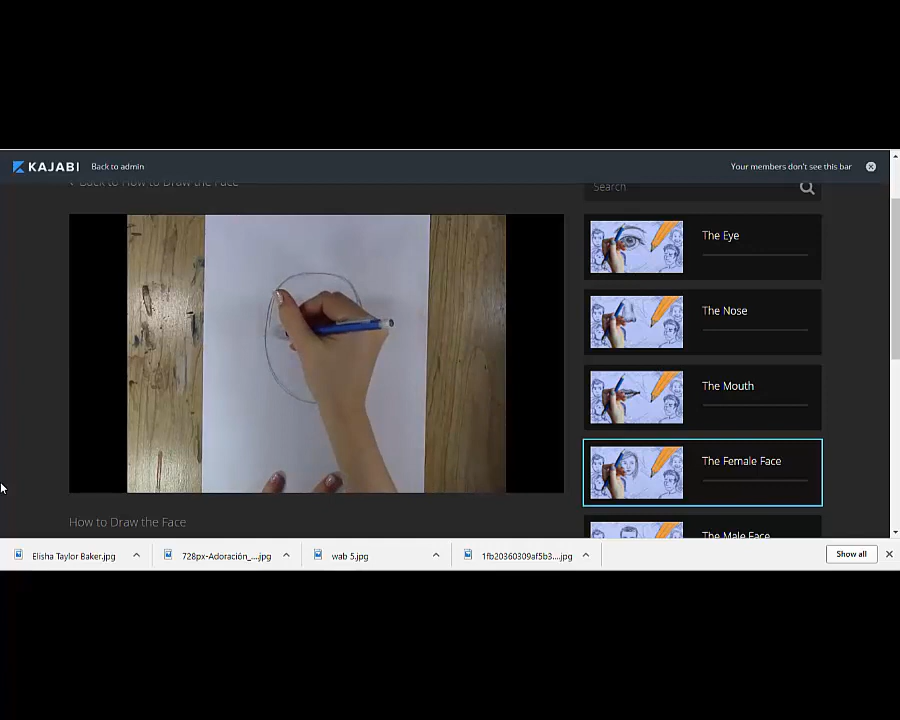 KAJABI Back to admin Your members don't see this bar
Back to How to Draw the Face
Search
The Eye
The Nose
The Mouth
The Female Face
The Male Face
How to Draw the Face
Elisha Taylor Baker.jpg 728px-Adoración_....jpg wab 5.jpg 1fb20360309af5b3....jpg Show all